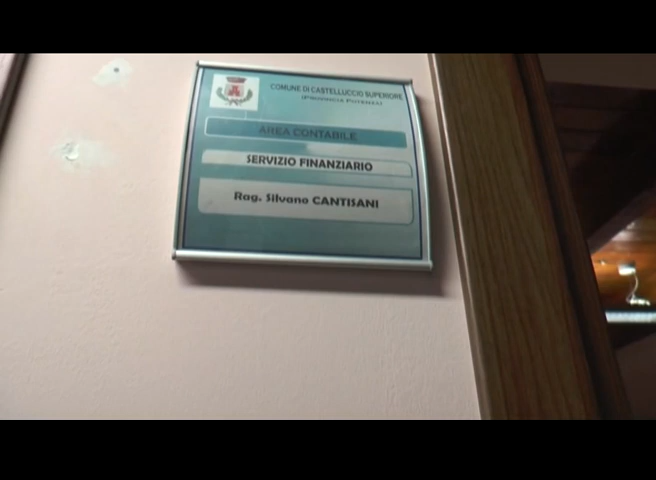 COMUNE DI CASTELLUCCIO SUPERIORE
(PROVINCIA POTENZA)
AREA CONTABILE
SERVIZIO FINANZIARIO
Rag. Silvano CANTISANI